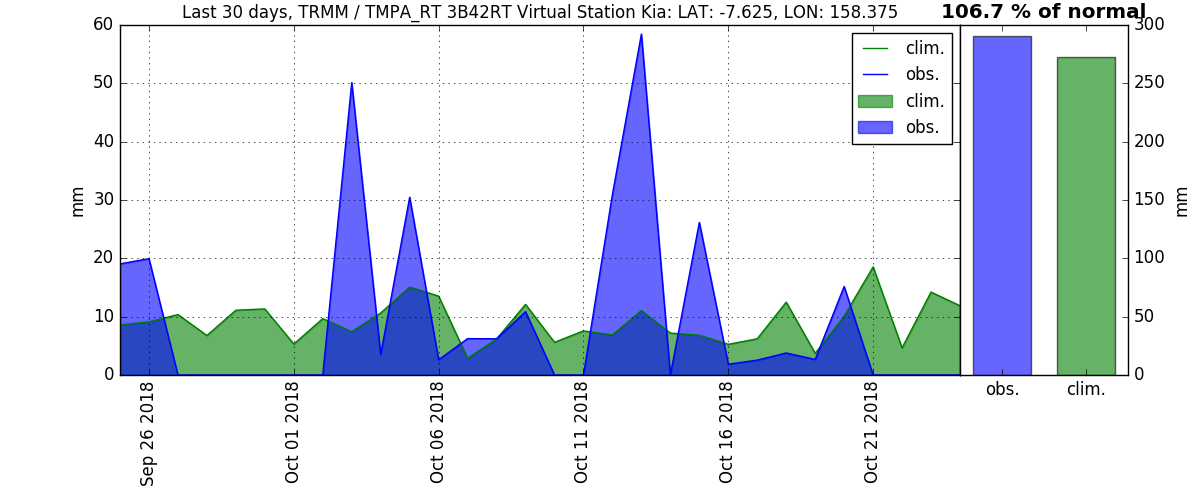 Last 30 days, TRMM / TMPA_RT 3B42RT Virtual Station Kia: LAT: -7.625, LON: 158.375
106.7 % of normal
60
50
40
30
20
10
0
mm
clim.
obs.
clim.
obs.
300
250
200
150
100
50
0
mm
obs.
clim.
Sep 26 2018
Oct 01 2018
Oct 06 2018
Oct 11 2018
Oct 16 2018
Oct 21 2018